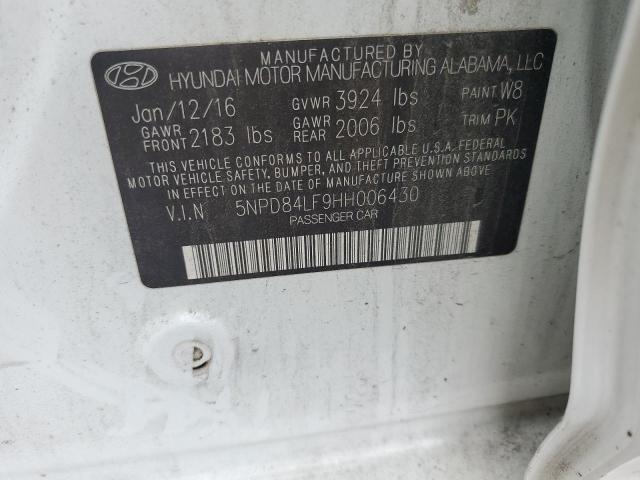 MANUFACTURED BY
HYUNDAI MOTOR MANUFACTURING ALABAMA, LLC
Jan/12/16 GVWR 3924 lbs PAINT W8
GAWR FRONT 2183 lbs GAWR REAR 2006 lbs TRIM PK
THIS VEHICLE CONFORMS TO ALL APPLICABLE U.S.A. FEDERAL
MOTOR VEHICLE SAFETY, BUMPER, AND THEFT PREVENTION STANDARDS
IN EFFECT ON THE DATE OF MANUFACTURE SHOWN ABOVE.
V.I.N 5NPD84LF9HH006430
PASSENGER CAR